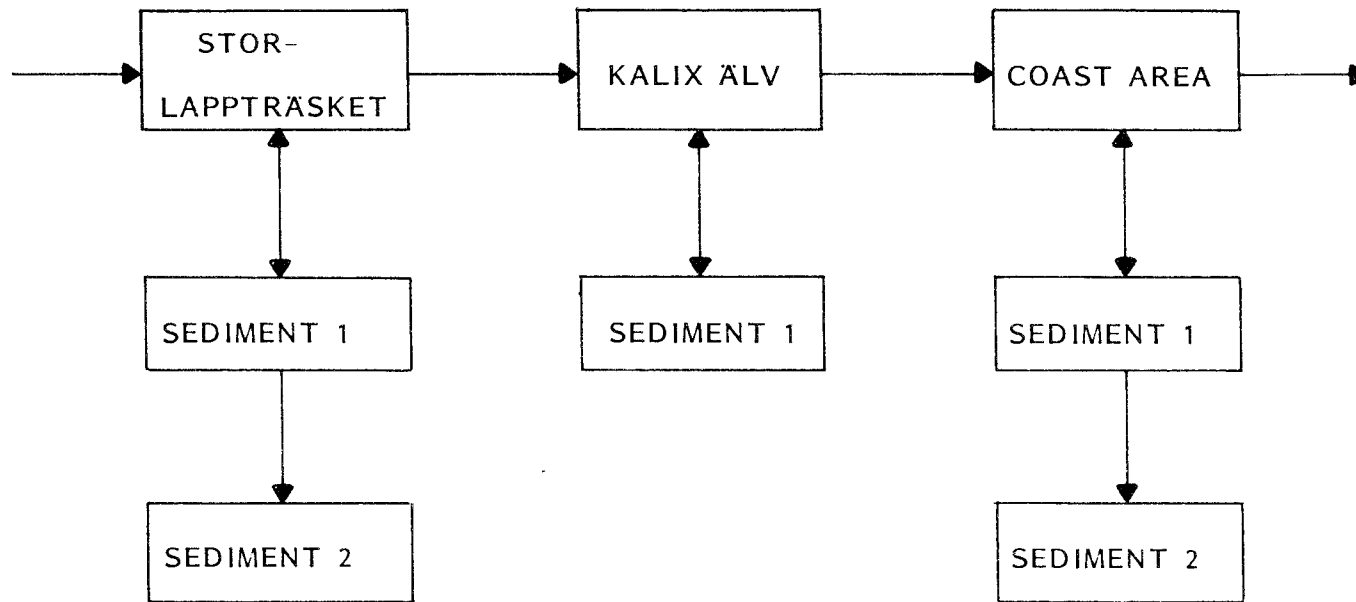 STOR-
LAPPTRÄSKET
KALIX ÄLV
COAST AREA
SEDIMENT 1
SEDIMENT 1
SEDIMENT 1
SEDIMENT 2
SEDIMENT 2